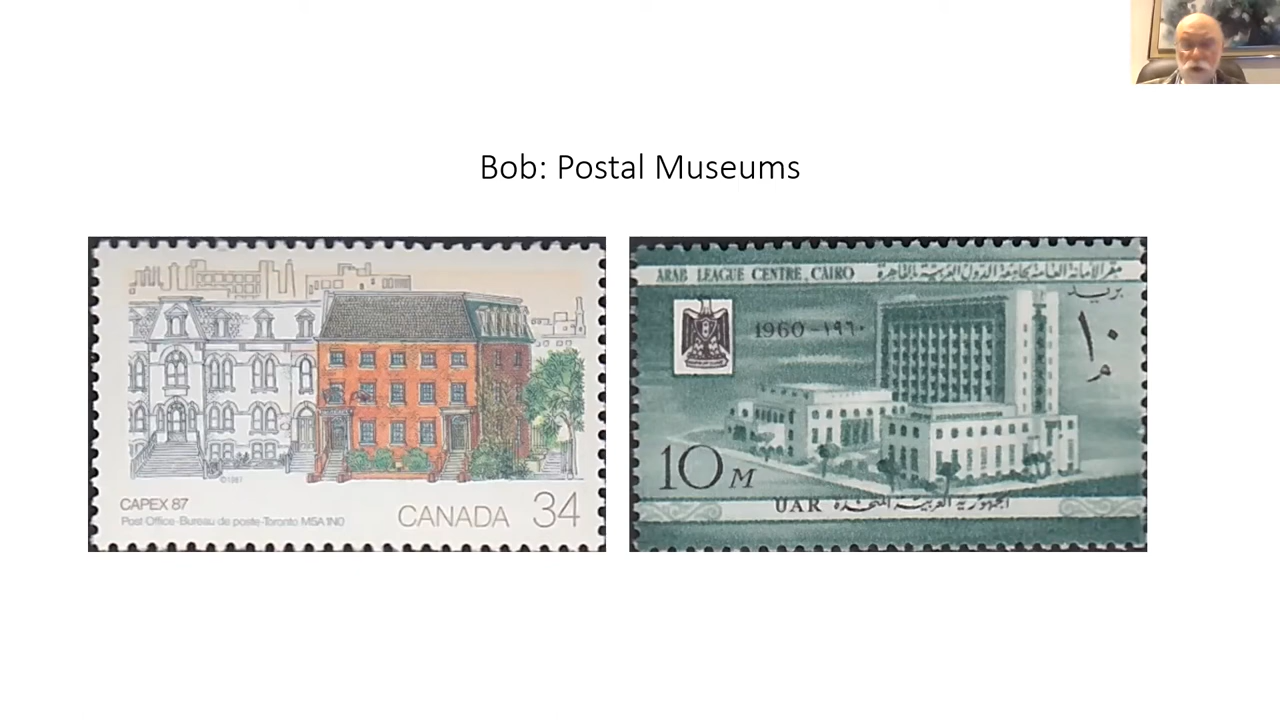 Bob: Postal Museums
©1987
CAPEX 87
Post Office-Bureau de poste-Toronto M5A 1N0
CANADA 34
ARAB LEAGUE CENTRE, CAIRO مقر الأمانة العامة لجامعة الدول العربية بالقاهرة
بريد
1960-١٩٦٠
١٠
م
10 M
UAR الجمهورية العربية المتحدة